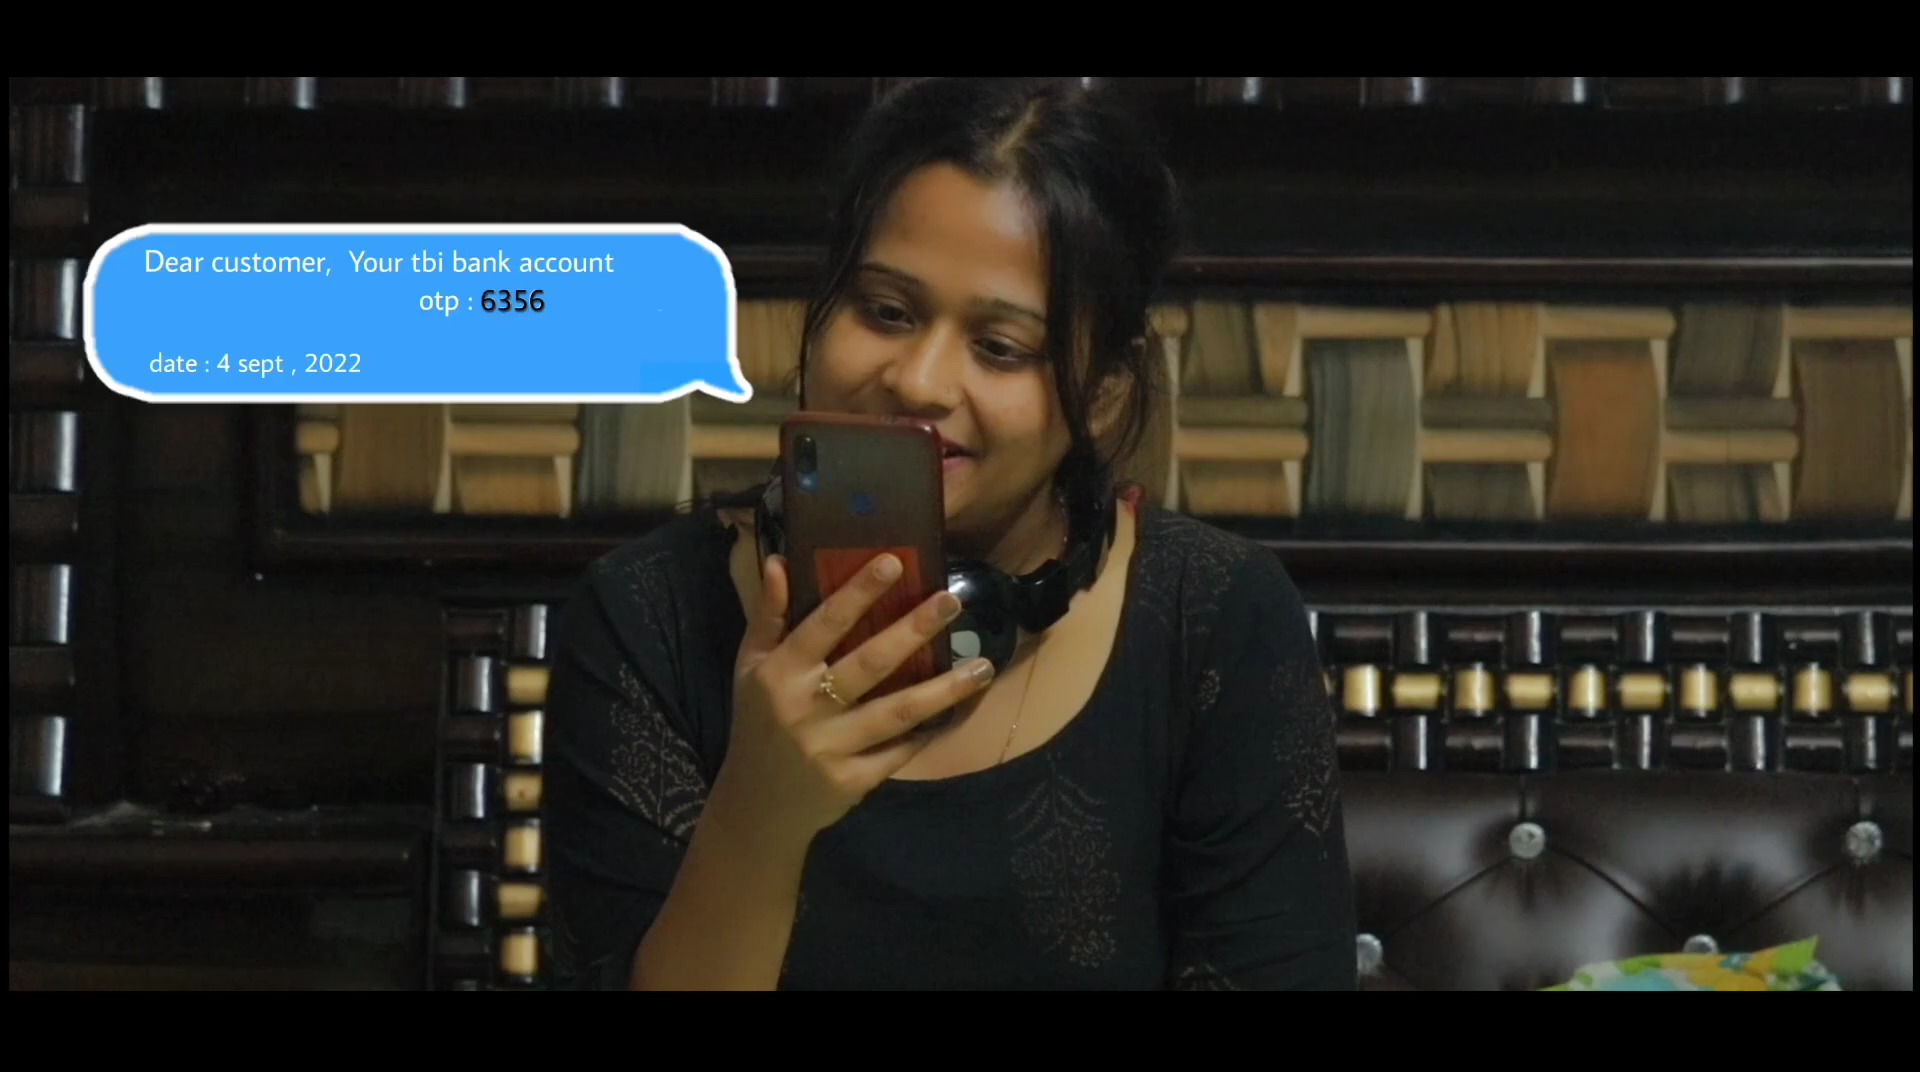 Dear customer, Your tbi bank account
otp : 6356
date : 4 sept , 2022